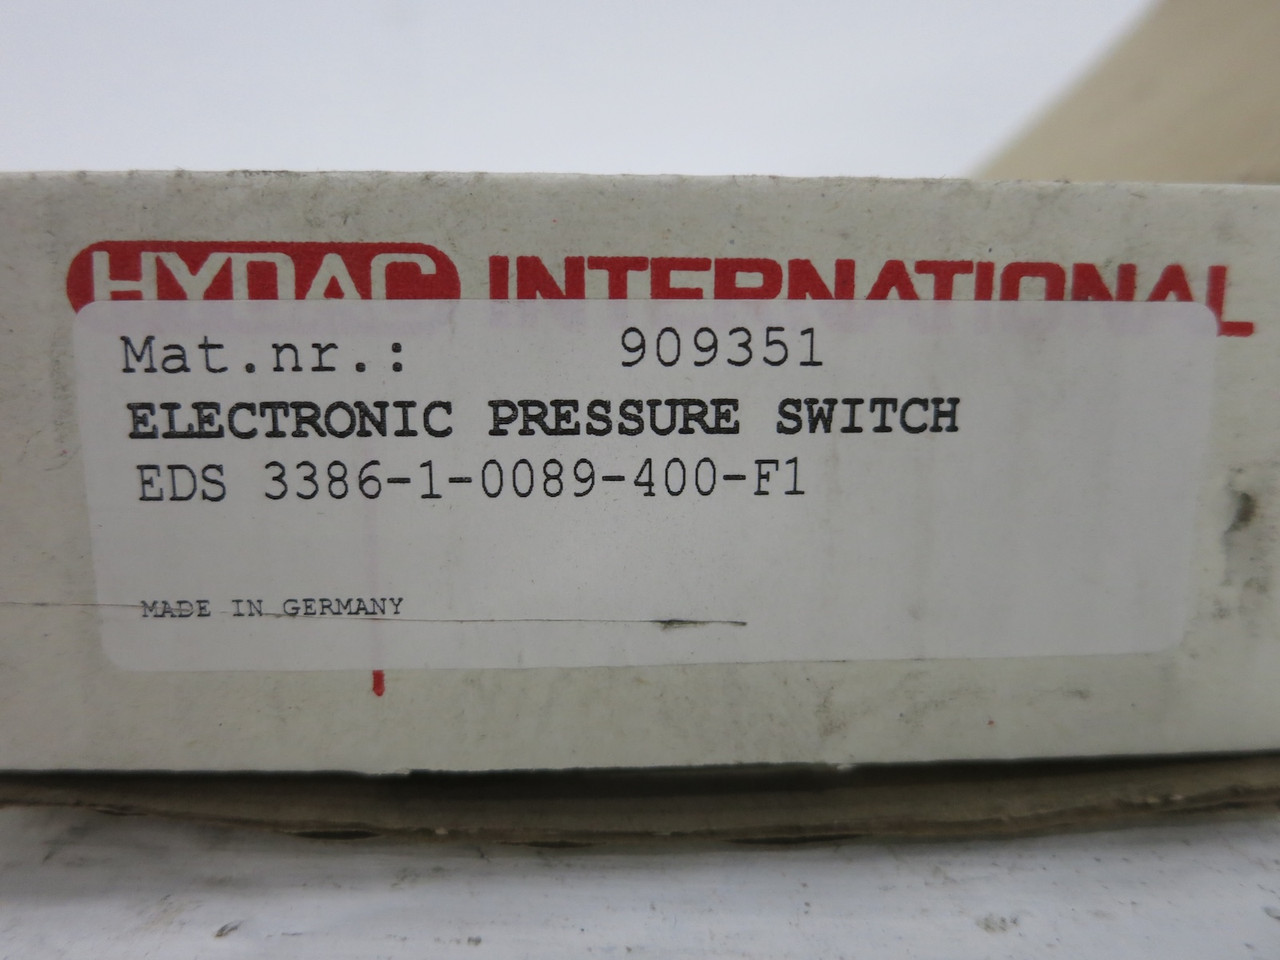 HYDAC INTERNATIONAL
Mat.nr.: 909351
ELECTRONIC PRESSURE SWITCH
EDS 3386-1-0089-400-F1
MADE IN GERMANY